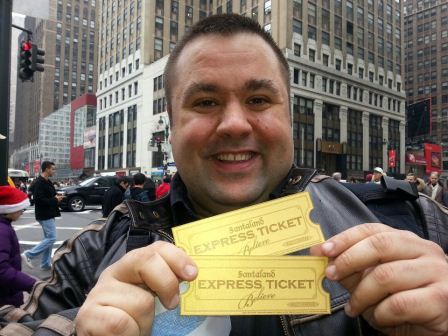 Santaland
EXPRESS TICKET
Believe
Santaland
EXPRESS TICKET
Believe